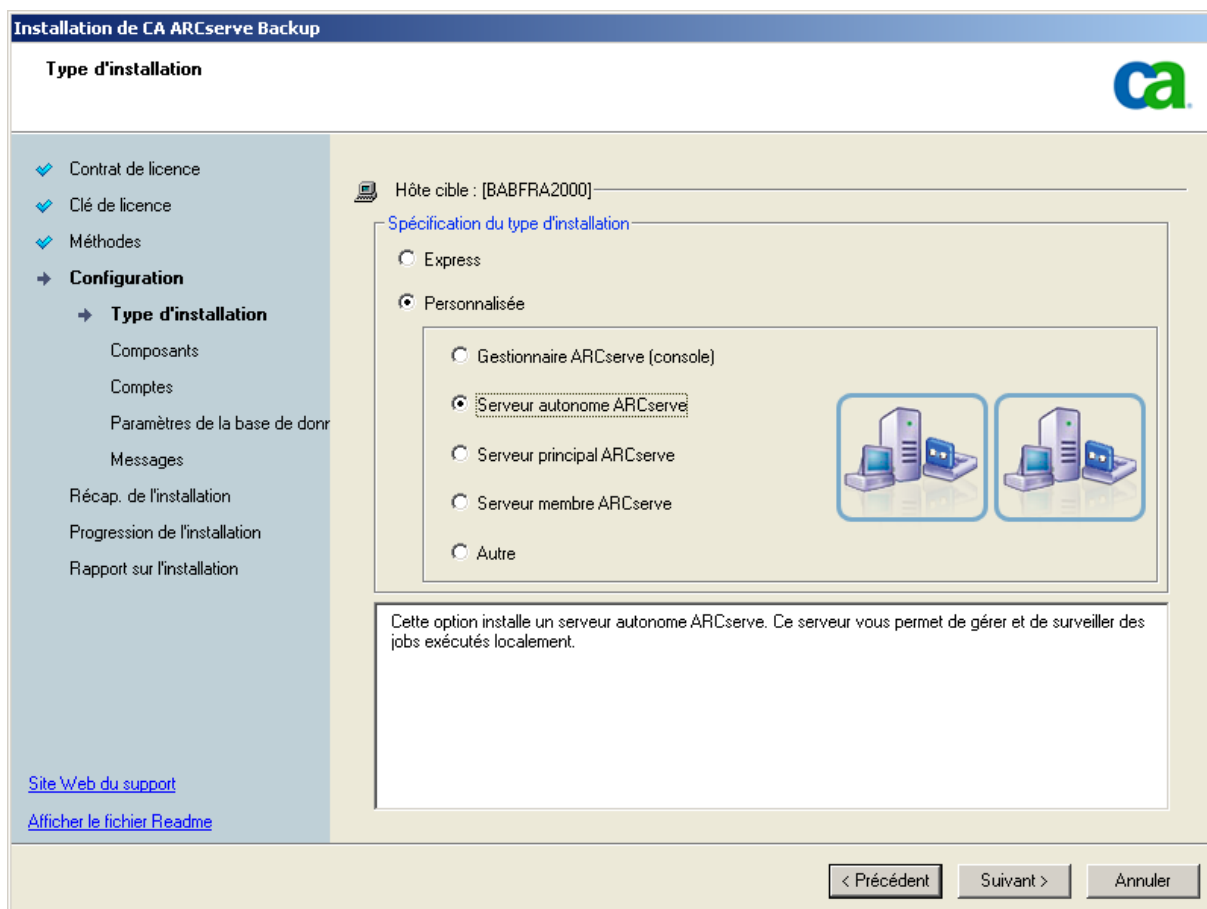 Installation de CA ARCserve Backup
Type d'installation
ca
Contrat de licence
Clé de licence
Méthodes
Configuration
Type d'installation
Composants
Comptes
Paramètres de la base de donr
Messages
Récap. de l'installation
Progression de l'installation
Rapport sur l'installation
Site Web du support
Afficher le fichier Readme
Hôte cible : [BABFRA2000]
Spécification du type d'installation
Express
Personnalisée
Gestionnaire ARCserve (console)
Serveur autonome ARCserve
Serveur principal ARCserve
Serveur membre ARCserve
Autre
Cette option installe un serveur autonome ARCserve. Ce serveur vous permet de gérer et de surveiller des
jobs exécutés localement.
< Précédent
Suivant >
Annuler